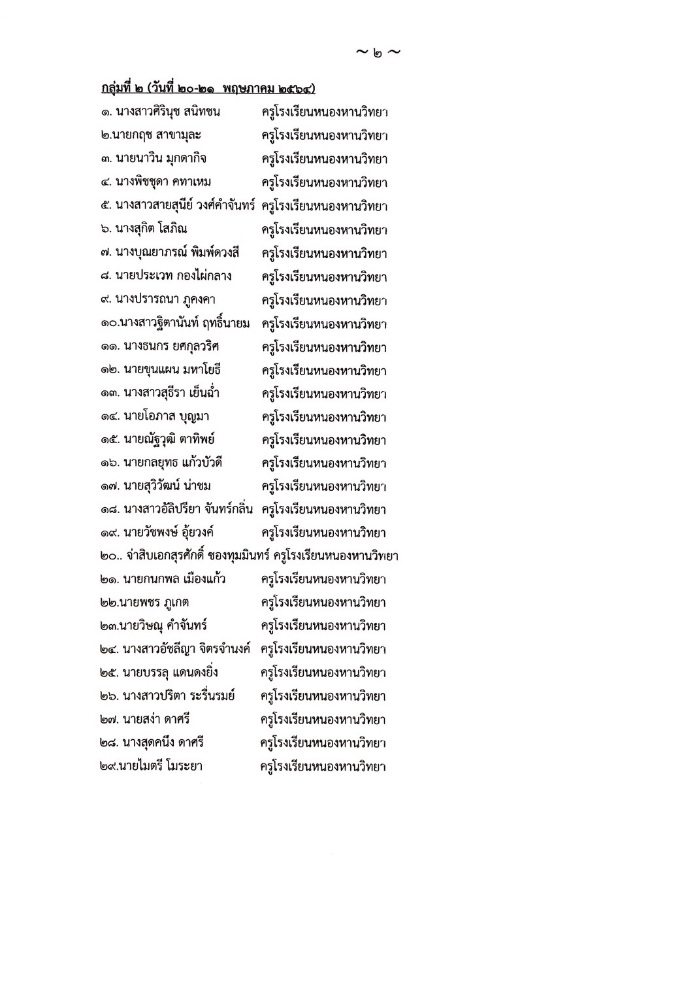 ~ ๒ ~
กลุ่มที่ ๒ (วันที่ ๒๐-๒๑ พฤษภาคม ๒๕๖๔)
๑. นางสาวศิรินุช สนิทชน ครูโรงเรียนหนองหานวิทยา
๒.นายกฤช สาขามุละ ครูโรงเรียนหนองหานวิทยา
๓. นายนาวิน มุกดากิจ ครูโรงเรียนหนองหานวิทยา
๔. นางพิชชุดา คทาเหม ครูโรงเรียนหนองหานวิทยา
๕. นางสาวสายสุนีย์ วงศ์คำจันทร์ ครูโรงเรียนหนองหานวิทยา
๖. นางสุกิต โสภิณ ครูโรงเรียนหนองหานวิทยา
๗. นางบุณยาภรณ์ พิมพ์ดวงสี ครูโรงเรียนหนองหานวิทยา
๘. นายประเวท กองไผ่กลาง ครูโรงเรียนหนองหานวิทยา
๙. นางปรารถนา ภูคงคา ครูโรงเรียนหนองหานวิทยา
๑๐.นางสาวฐิตานันท์ ฤทธิ์นายม ครูโรงเรียนหนองหานวิทยา
๑๑. นางธนกร ยศกุลวริศ ครูโรงเรียนหนองหานวิทยา
๑๒. นายขุนแผน มหาโยธี ครูโรงเรียนหนองหานวิทยา
๑๓. นางสาวสุธีรา เย็นฉ่ำ ครูโรงเรียนหนองหานวิทยา
๑๔. นายโอภาส บุญมา ครูโรงเรียนหนองหานวิทยา
๑๕. นายณัฐวุฒิ ตาทิพย์ ครูโรงเรียนหนองหานวิทยา
๑๖. นายกลยุทธ แก้วบัวดี ครูโรงเรียนหนองหานวิทยา
๑๗. นายสุวิวัฒน์ น่าชม ครูโรงเรียนหนองหานวิทยา
๑๘. นางสาวอัลิปรียา จันทร์กลิ่น ครูโรงเรียนหนองหานวิทยา
๑๙. นายวัชพงษ์ อุ้ยวงค์ ครูโรงเรียนหนองหานวิทยา
๒๐.. จ่าสิบเอกสุรศักดิ์ ซองทุมมินทร์ ครูโรงเรียนหนองหานวิทยา
๒๑. นายกนกพล เมืองแก้ว ครูโรงเรียนหนองหานวิทยา
๒๒.นายพชร ภูเกต ครูโรงเรียนหนองหานวิทยา
๒๓.นายวิษณุ คำจันทร์ ครูโรงเรียนหนองหานวิทยา
๒๔. นางสาวอัชลีญา จิตรจำนงค์ ครูโรงเรียนหนองหานวิทยา
๒๕. นายบรรลุ แดนดงยิ่ง ครูโรงเรียนหนองหานวิทยา
๒๖. นางสาวปริตา ระรื่นรมย์ ครูโรงเรียนหนองหานวิทยา
๒๗. นายสง่า ดาศรี ครูโรงเรียนหนองหานวิทยา
๒๘. นางสุดคนึง ดาศรี ครูโรงเรียนหนองหานวิทยา
๒๙.นายไมตรี โมระยา ครูโรงเรียนหนองหานวิทยา